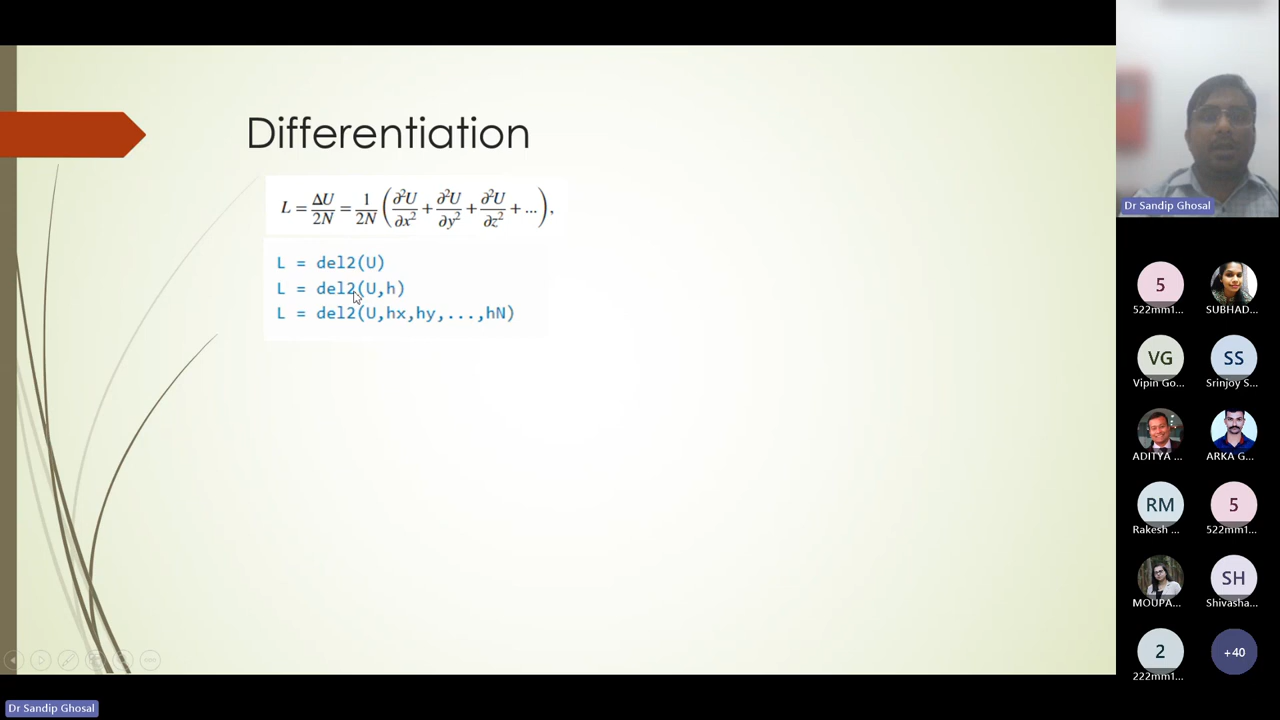 Differentiation
L = ΔU/2N = 1/2N (∂²U/∂x² + ∂²U/∂y² + ∂²U/∂z² + ...),
L = del2(U)
L = del2(U,h)
L = del2(U,hx,hy,...,hN)
Dr Sandip Ghosal
5
522mm1...
SUBHAD...
VG
Vipin Go...
SS
Srinjoy S...
ADITYA ...
ARKA G...
RM
Rakesh ...
5
522mm1...
MOUPA...
SH
Shivasha...
2
222mm1...
+40
Dr Sandip Ghosal